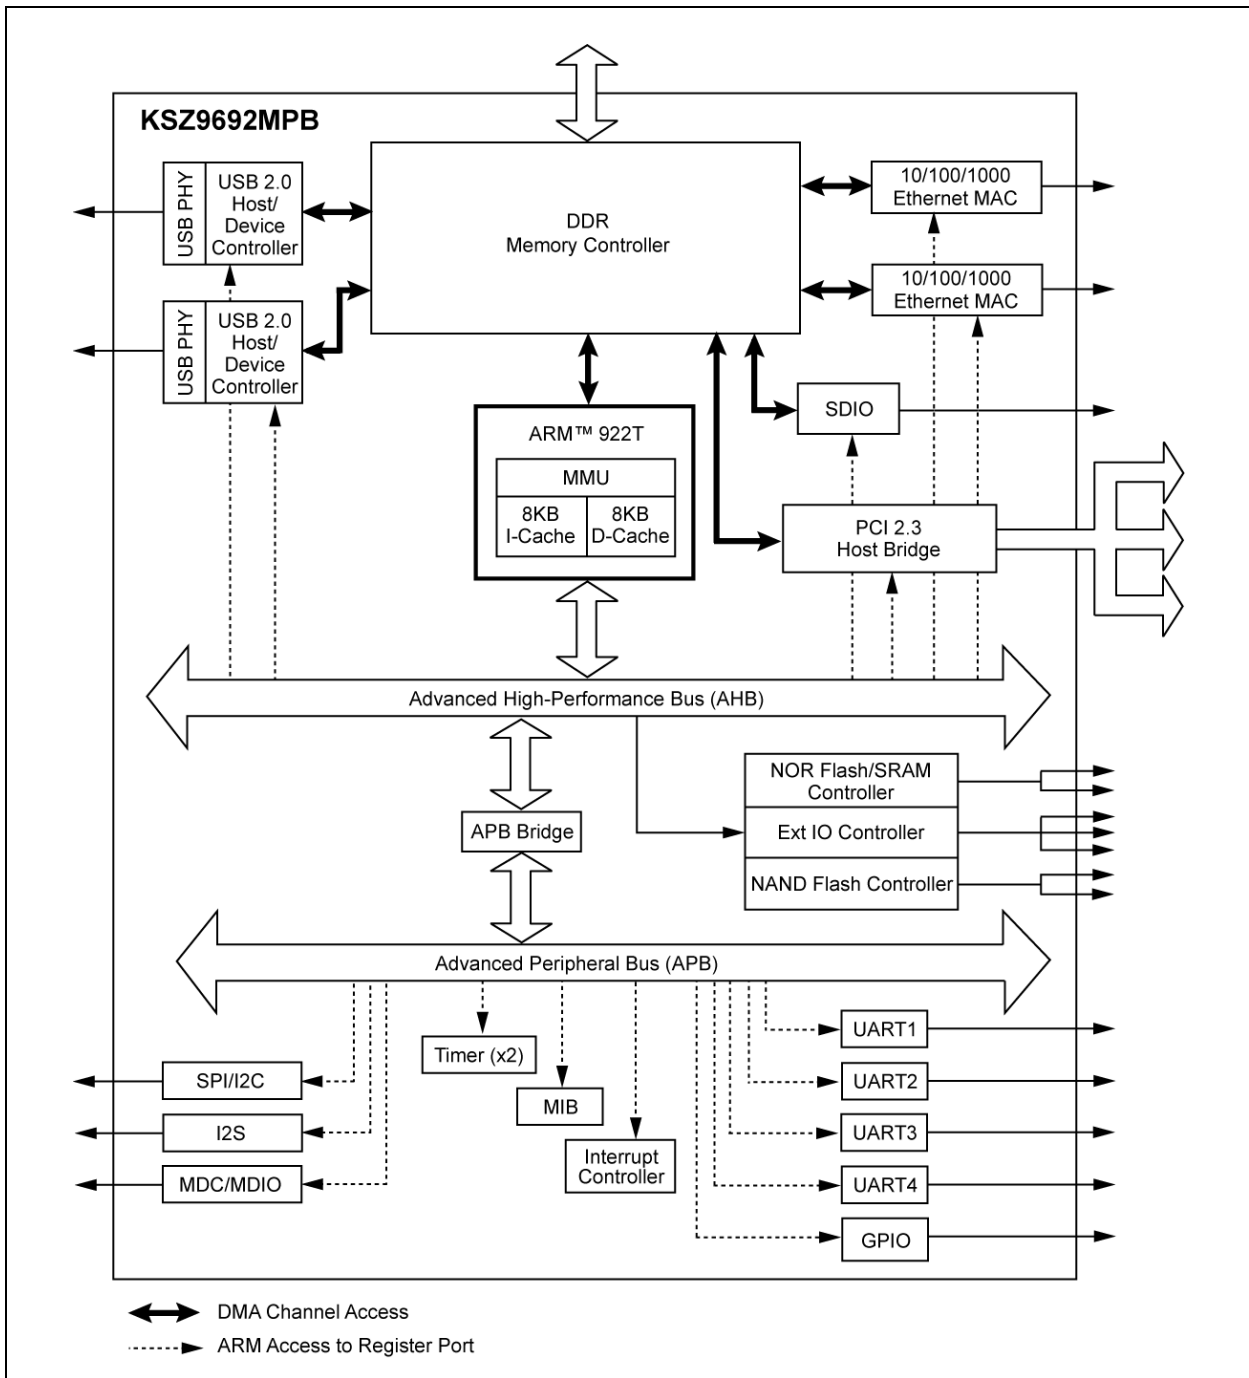 KSZ9692MPB
USB PHY
USB 2.0
Host/
Device
Controller
DDR
Memory Controller
10/100/1000
Ethernet MAC
10/100/1000
Ethernet MAC
USB PHY
USB 2.0
Host/
Device
Controller
SDIO
ARM™ 922T
MMU
8KB
I-Cache
8KB
D-Cache
PCI 2.3
Host Bridge
Advanced High-Performance Bus (AHB)
NOR Flash/SRAM
Controller
APB Bridge
Ext IO Controller
NAND Flash Controller
Advanced Peripheral Bus (APB)
UART1
Timer (x2)
SPI/I2C
UART2
MIB
I2S
UART3
Interrupt
Controller
MDC/MDIO
UART4
GPIO
DMA Channel Access
ARM Access to Register Port